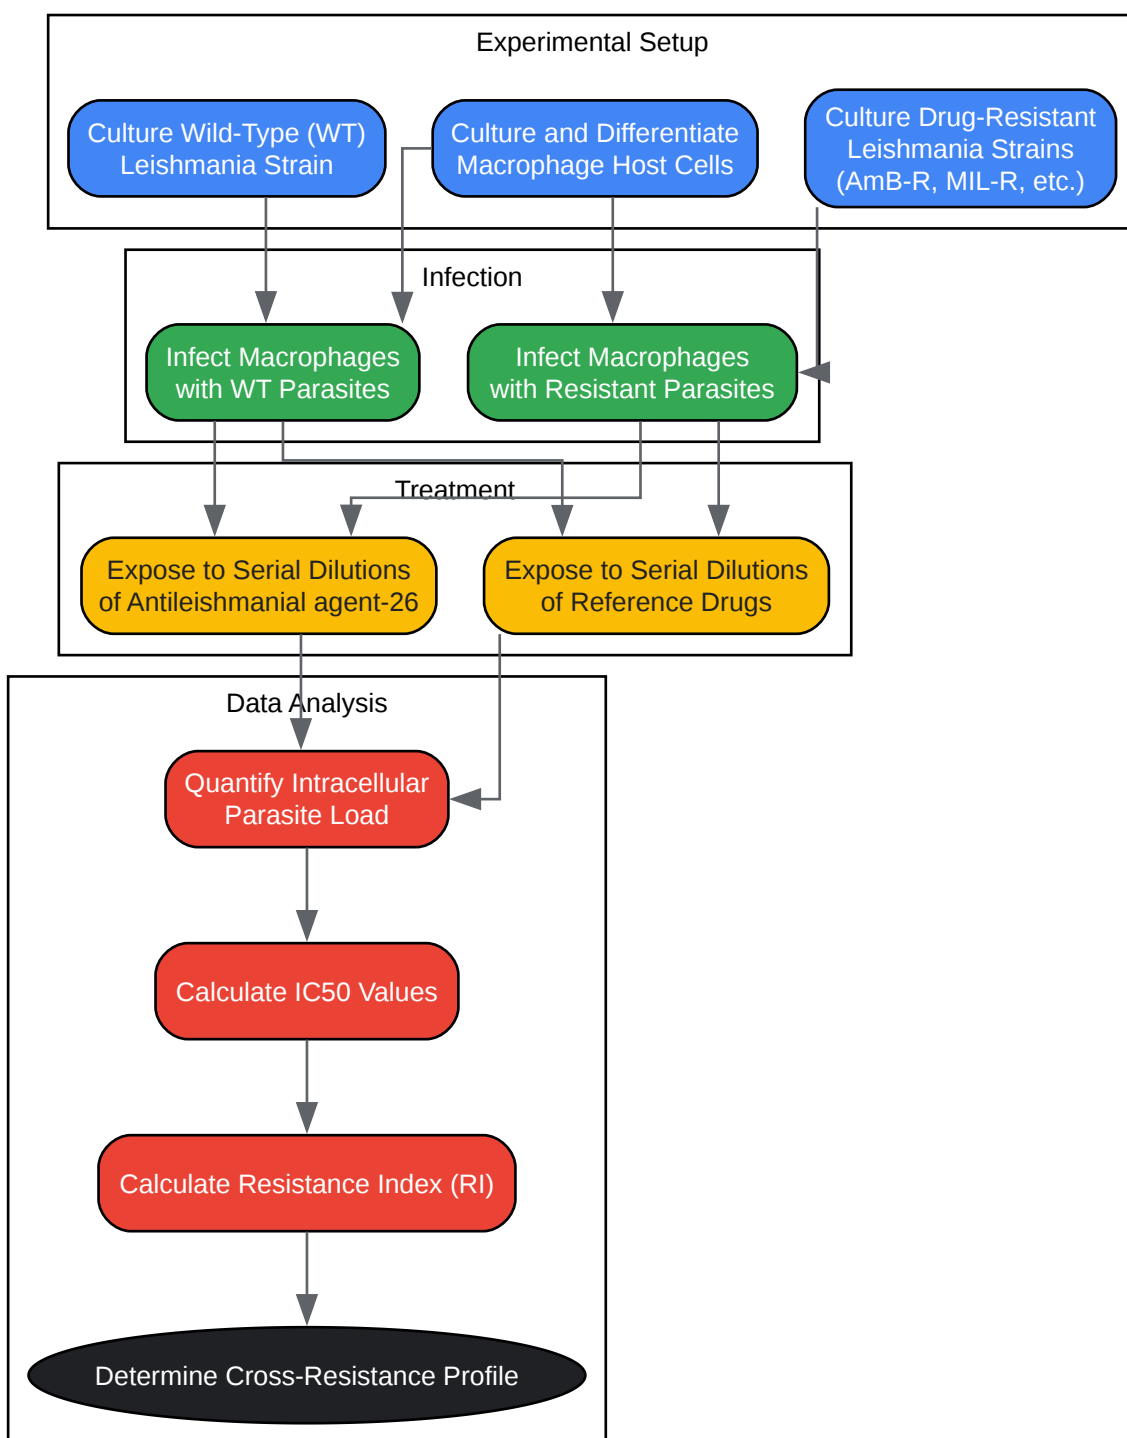 Experimental Setup
Culture Wild-Type (WT)
Leishmania Strain
Culture and Differentiate
Macrophage Host Cells
Culture Drug-Resistant
Leishmania Strains
(AmB-R, MIL-R, etc.)
Infection
Infect Macrophages
with WT Parasites
Infect Macrophages
with Resistant Parasites
Treatment
Expose to Serial Dilutions
of Antileishmanial agent-26
Expose to Serial Dilutions
of Reference Drugs
Data Analysis
Quantify Intracellular
Parasite Load
Calculate IC50 Values
Calculate Resistance Index (RI)
Determine Cross-Resistance Profile